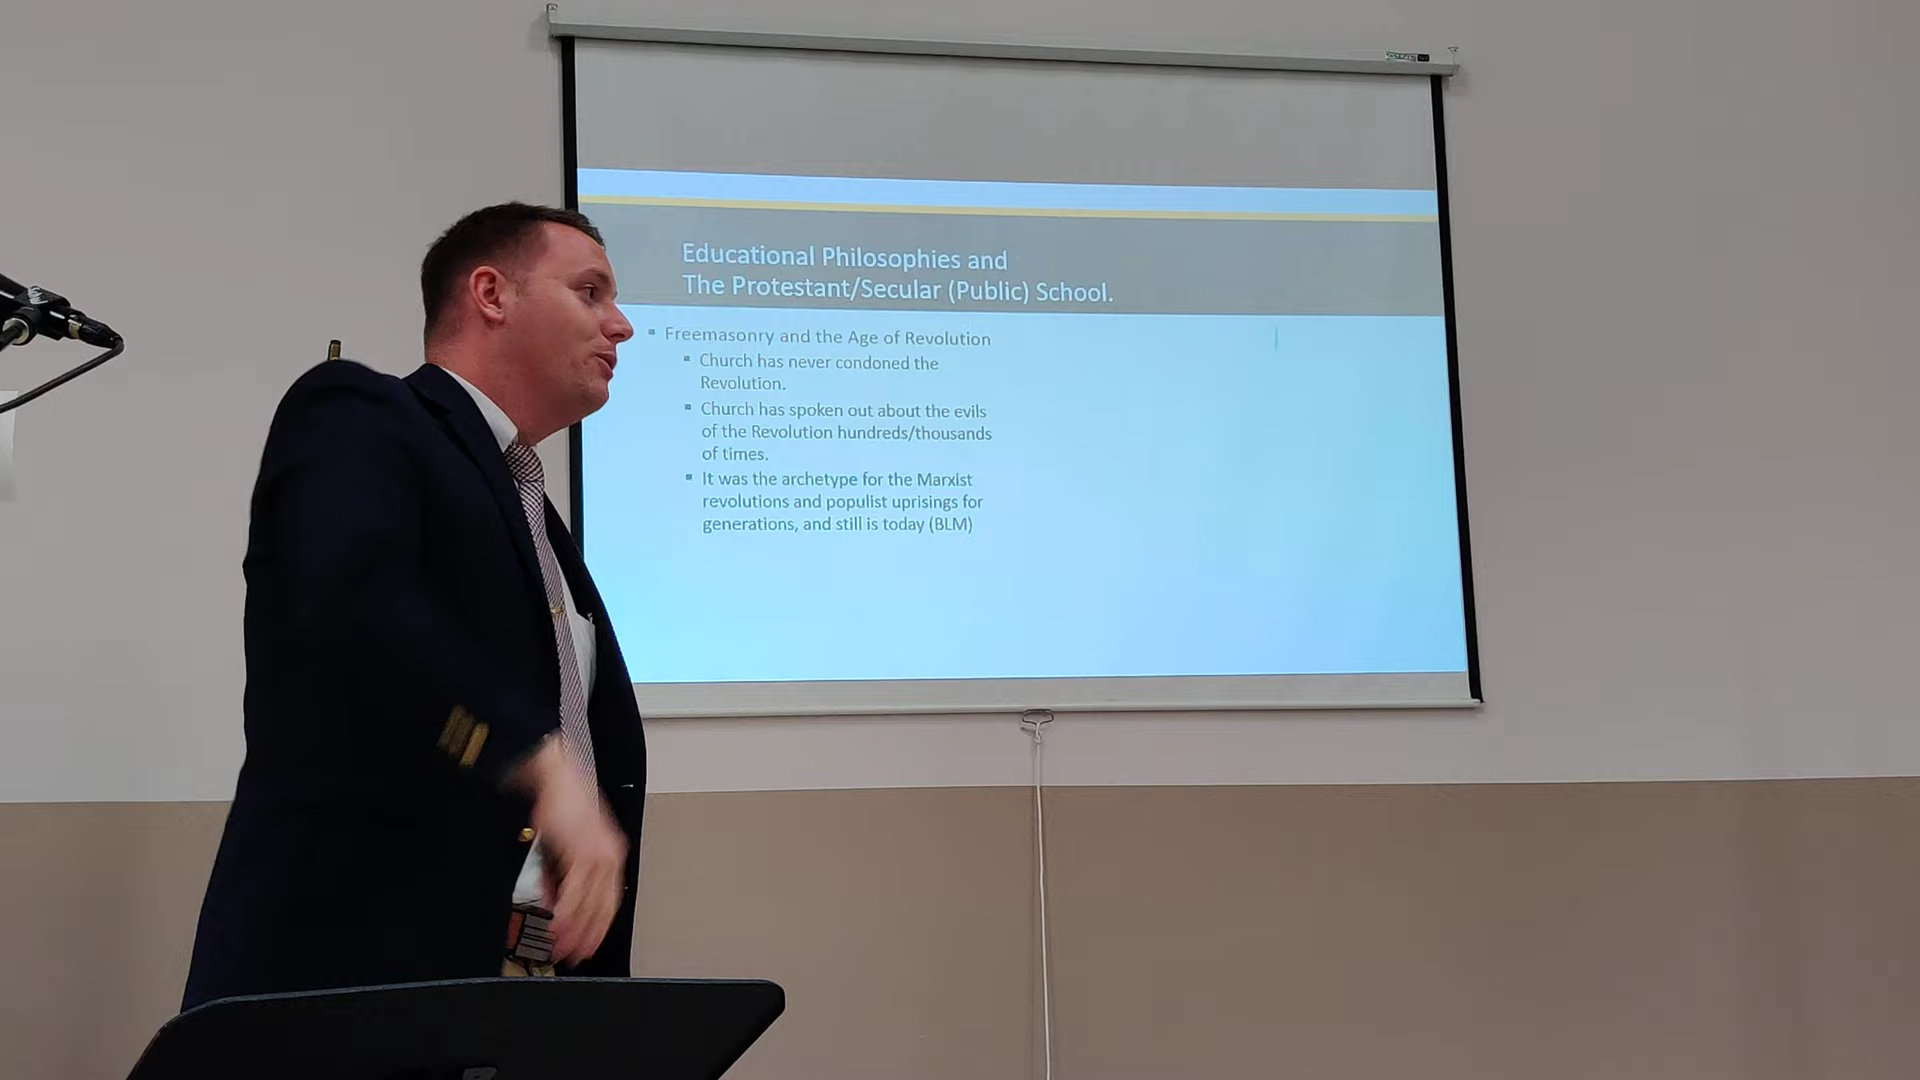 Educational Philosophies and
The Protestant/Secular (Public) School.
Freemasonry and the Age of Revolution
Church has never condoned the
Revolution.
Church has spoken out about the evils
of the Revolution hundreds/thousands
of times.
It was the archetype for the Marxist
revolutions and populist uprisings for
generations, and still is today (BLM)